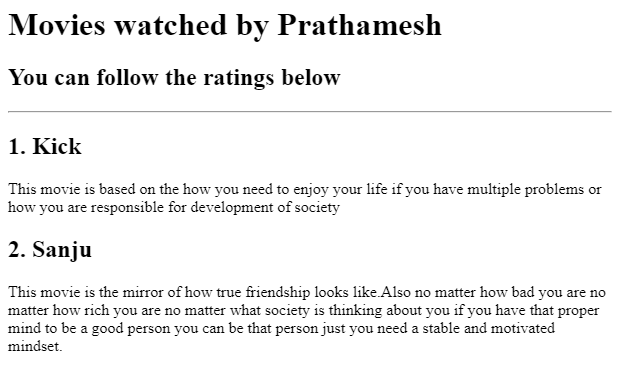 Movies watched by Prathamesh
You can follow the ratings below
1. Kick
This movie is based on the how you need to enjoy your life if you have multiple problems or
how you are responsible for development of society
2. Sanju
This movie is the mirror of how true friendship looks like.Also no matter how bad you are no
matter how rich you are no matter what society is thinking about you if you have that proper
mind to be a good person you can be that person just you need a stable and motivated
mindset.